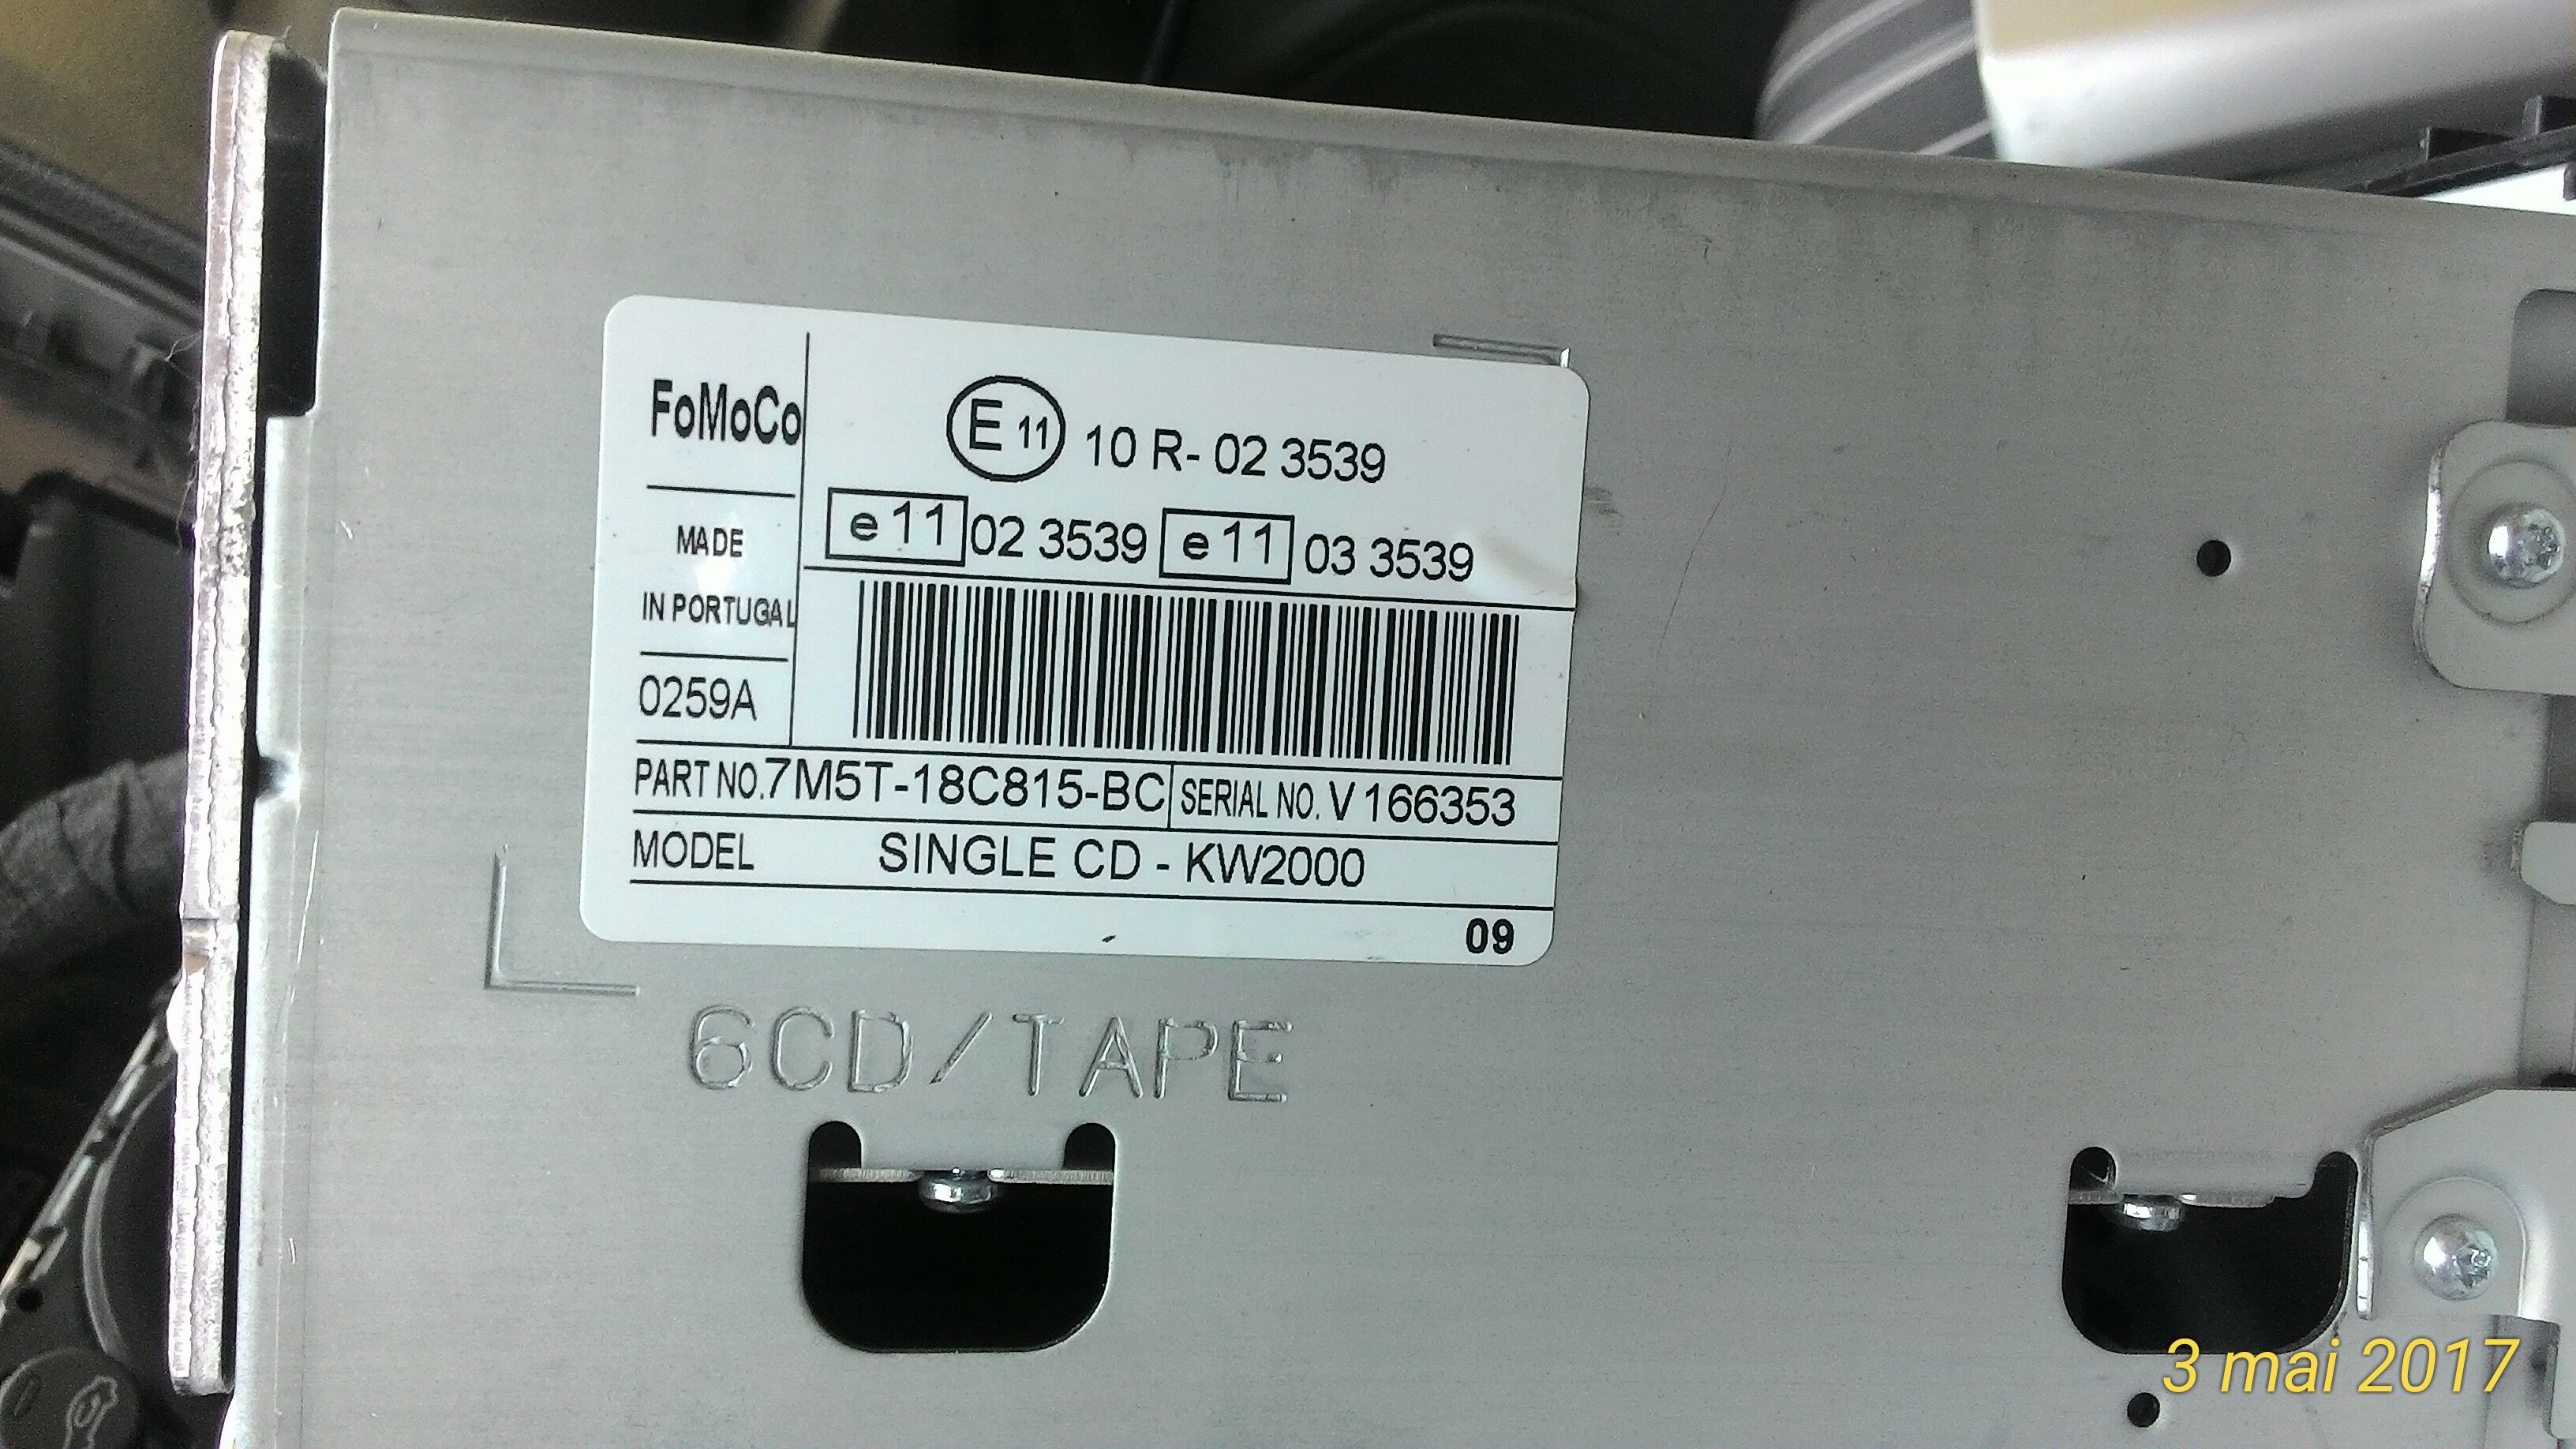 FoMoCo
E 11 10 R- 02 3539
e 11 02 3539 e 11 03 3539
MADE
IN PORTUGAL
0259A
PART NO. 7M5T-18C815-BC SERIAL NO. V166353
MODEL SINGLE CD - KW2000
09
6CD/TAPE
3 mai 2017